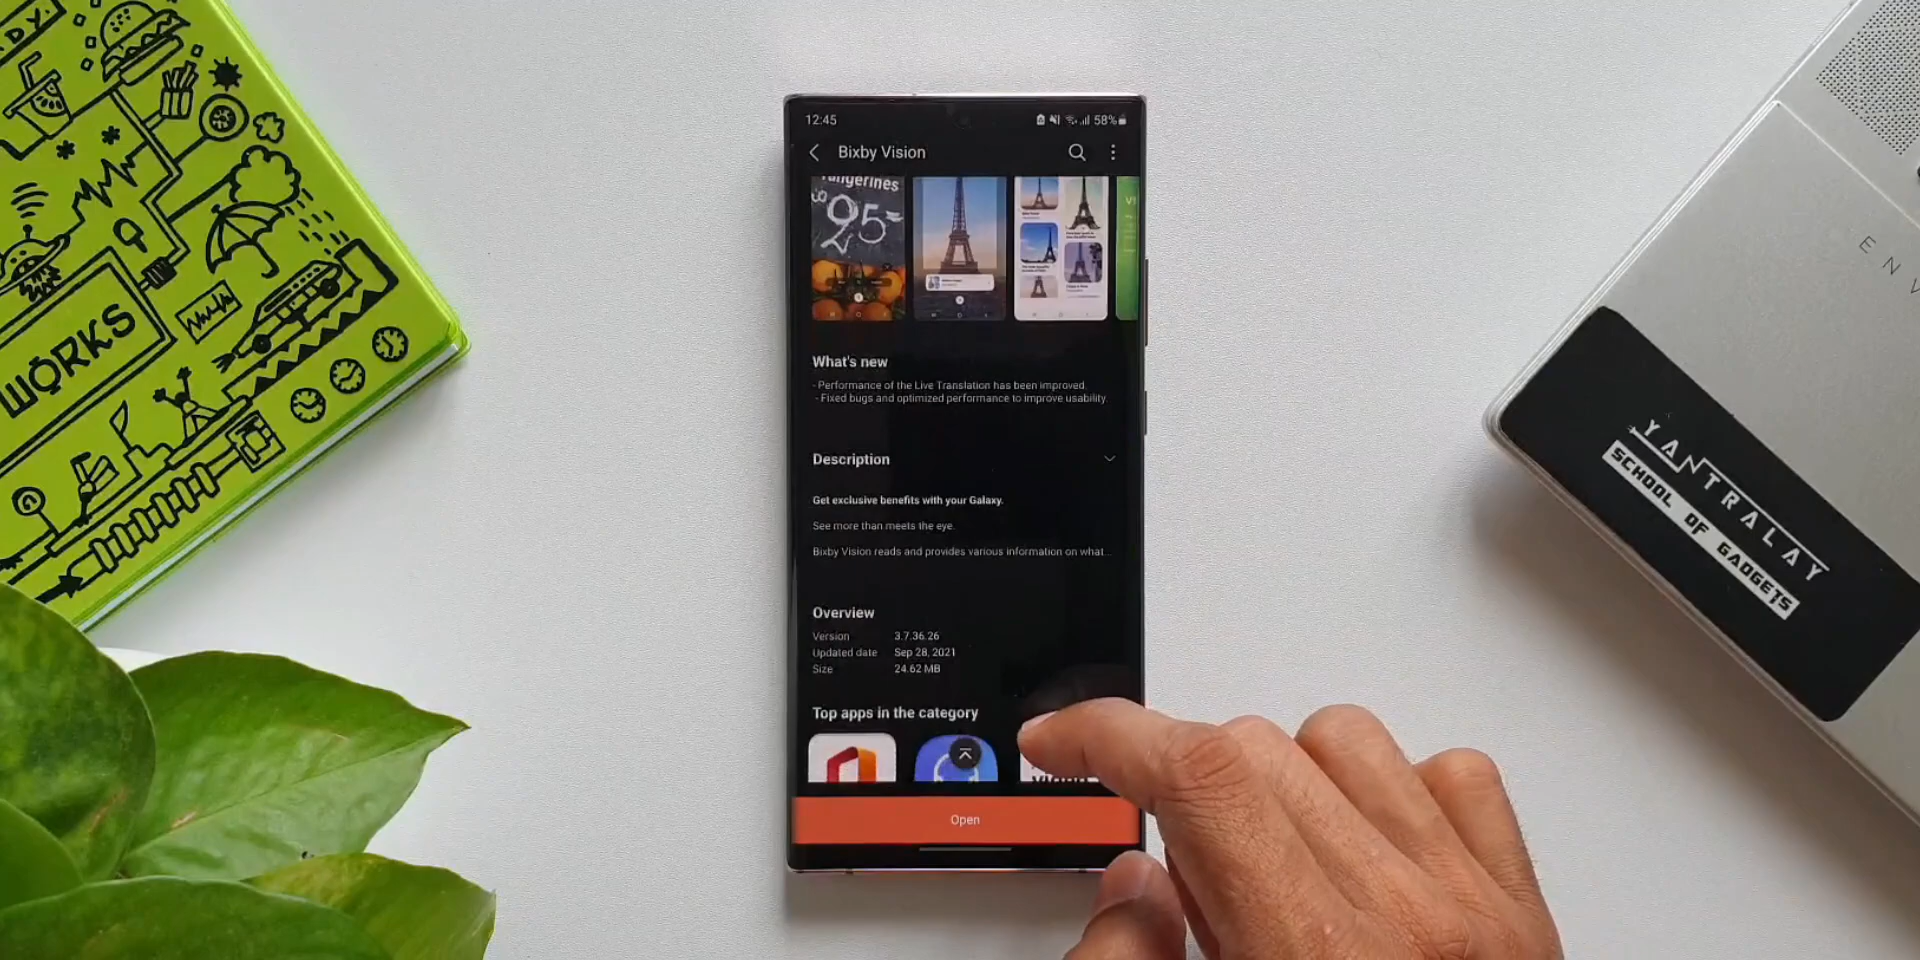 WORKS
12:45
58%
Bixby Vision
Tangerines
25
What's new
- Performance of the Live Translation has been improved.
- Fixed bugs and optimized performance to improve usability.
Description
Get exclusive benefits with your Galaxy.
See more than meets the eye.
Bixby Vision reads and provides various information on what...
Overview
Version 3.7.36.26
Updated date Sep 28, 2021
Size 24.62 MB
Top apps in the category
Open
ENV
YANTRALAY
SCHOOL OF GADGETS